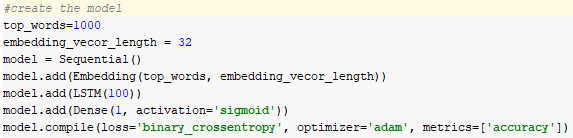 #create the model
top_words=1000
embedding_vecor_length = 32
model = Sequential()
model.add(Embedding(top_words, embedding_vecor_length))
model.add(LSTM(100))
model.add(Dense(1, activation='sigmoid'))
model.compile(loss='binary_crossentropy', optimizer='adam', metrics=['accuracy'])